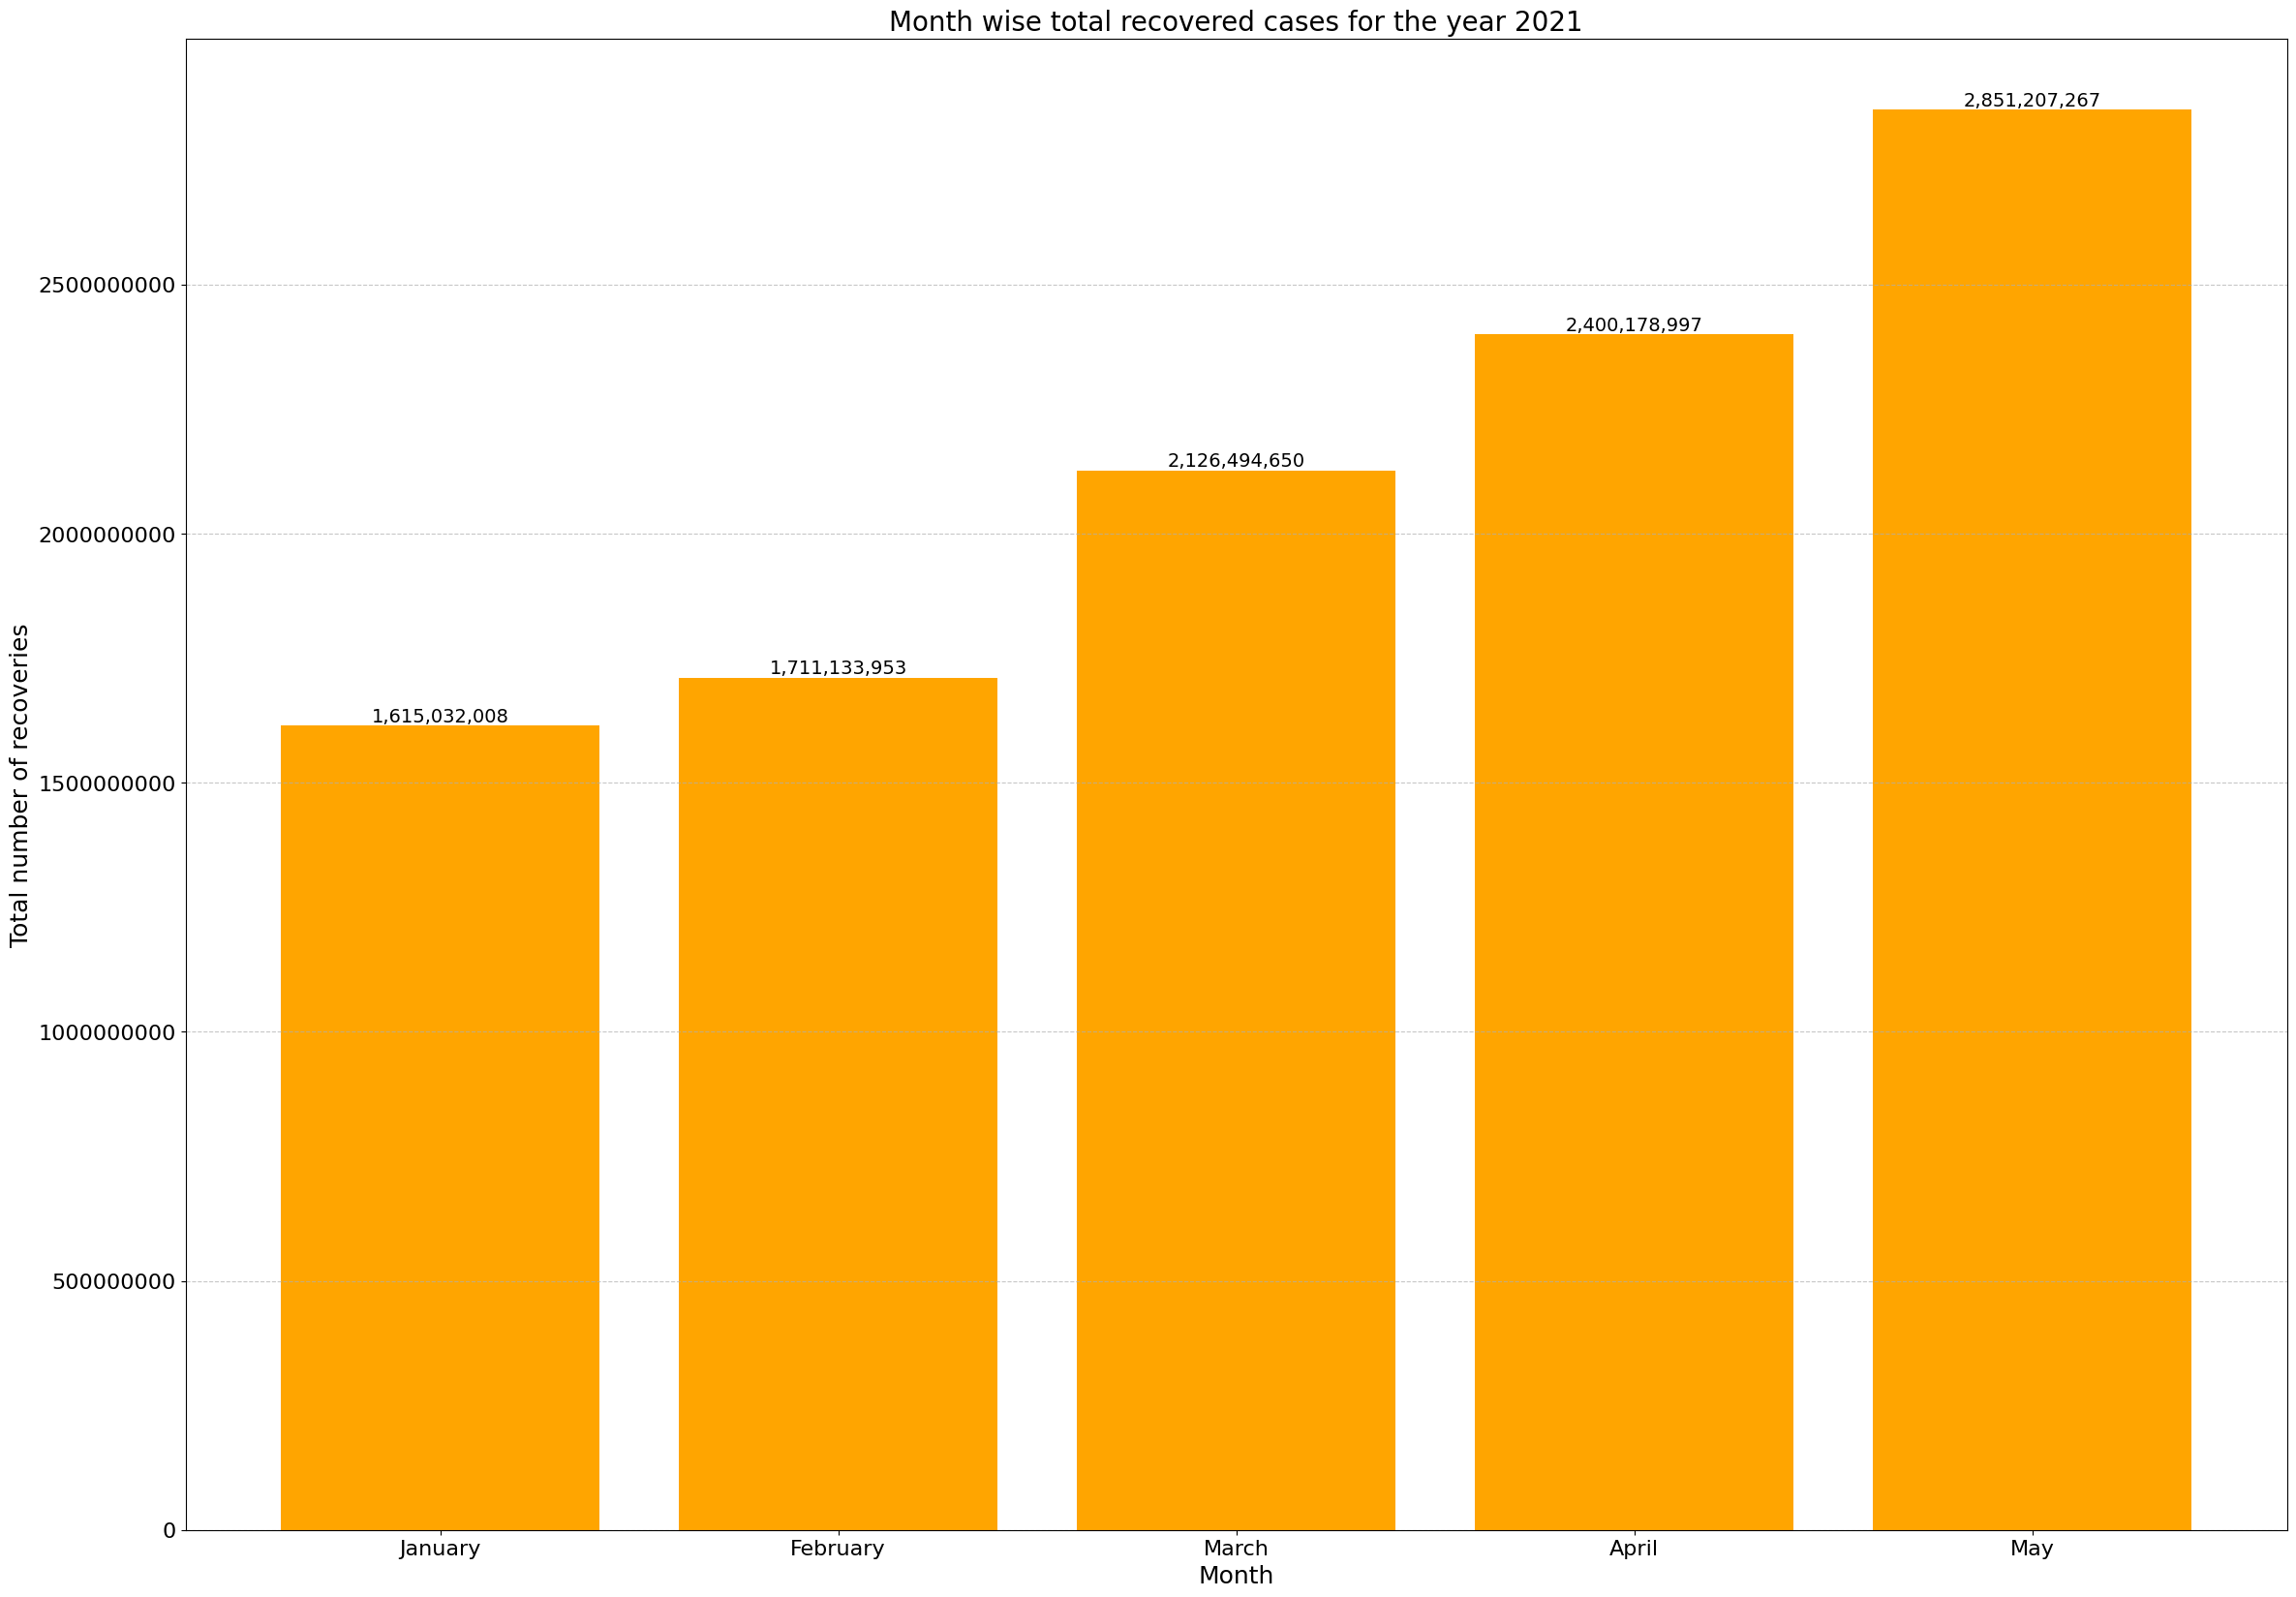 Month wise total recovered cases for the year 2021
2,851,207,267
2500000000
2,400,178,997
2,126,494,650
2000000000
1,711,133,953
1,615,032,008
1500000000
Total number of recoveries
1000000000
500000000
0
January February March April May
Month